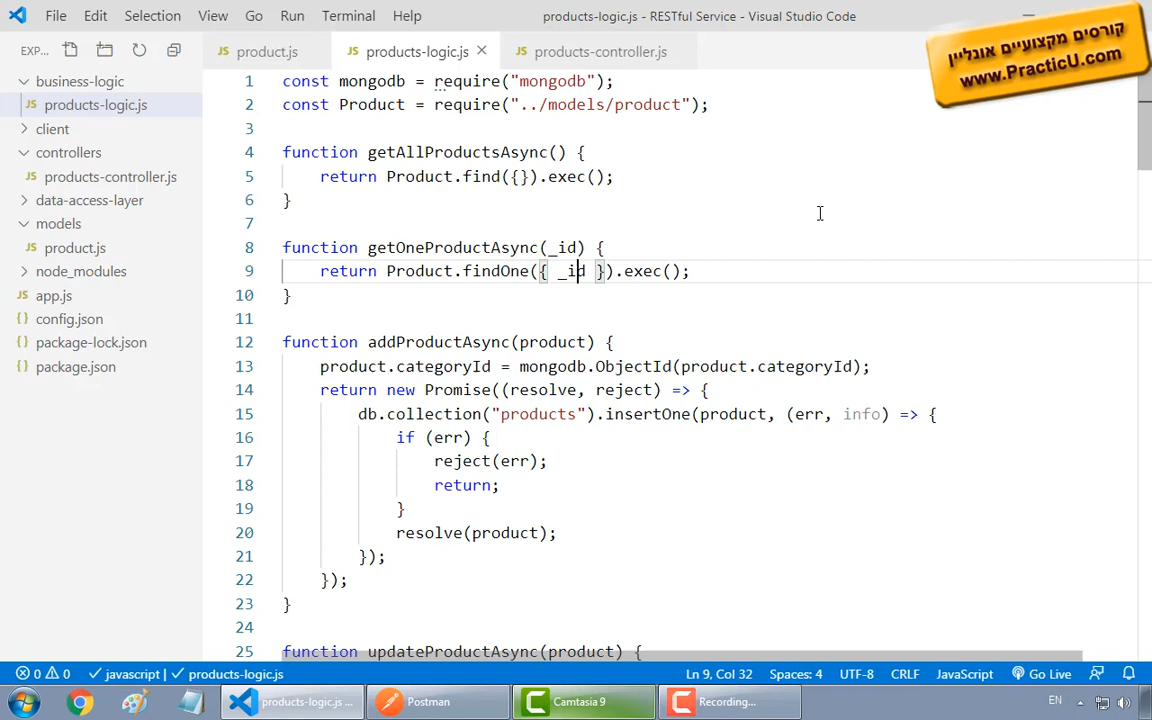 File Edit Selection View Go Run Terminal Help
products-logic.js - RESTful Service - Visual Studio Code
קורסים מקצועיים אונליין
www.PracticU.com
EXP...
product.js
products-logic.js
products-controller.js
business-logic
products-logic.js
client
controllers
products-controller.js
data-access-layer
models
product.js
node_modules
app.js
config.json
package-lock.json
package.json
1 const mongodb = require("mongodb");
2 const Product = require("../models/product");
3
4 function getAllProductsAsync() {
5 return Product.find({}).exec();
6 }
7
8 function getOneProductAsync(_id) {
9 return Product.findOne({ _id }).exec();
10 }
11
12 function addProductAsync(product) {
13 product.categoryId = mongodb.ObjectId(product.categoryId);
14 return new Promise((resolve, reject) => {
15 db.collection("products").insertOne(product, (err, info) => {
16 if (err) {
17 reject(err);
18 return;
19 }
20 resolve(product);
21 });
22 });
23 }
24
25 function updateProductAsync(product) {
0 0 javascript | products-logic.js Ln 9, Col 32 Spaces: 4 UTF-8 CRLF JavaScript Go Live
products-logic.js ... Postman Camtasia 9 Recording... EN